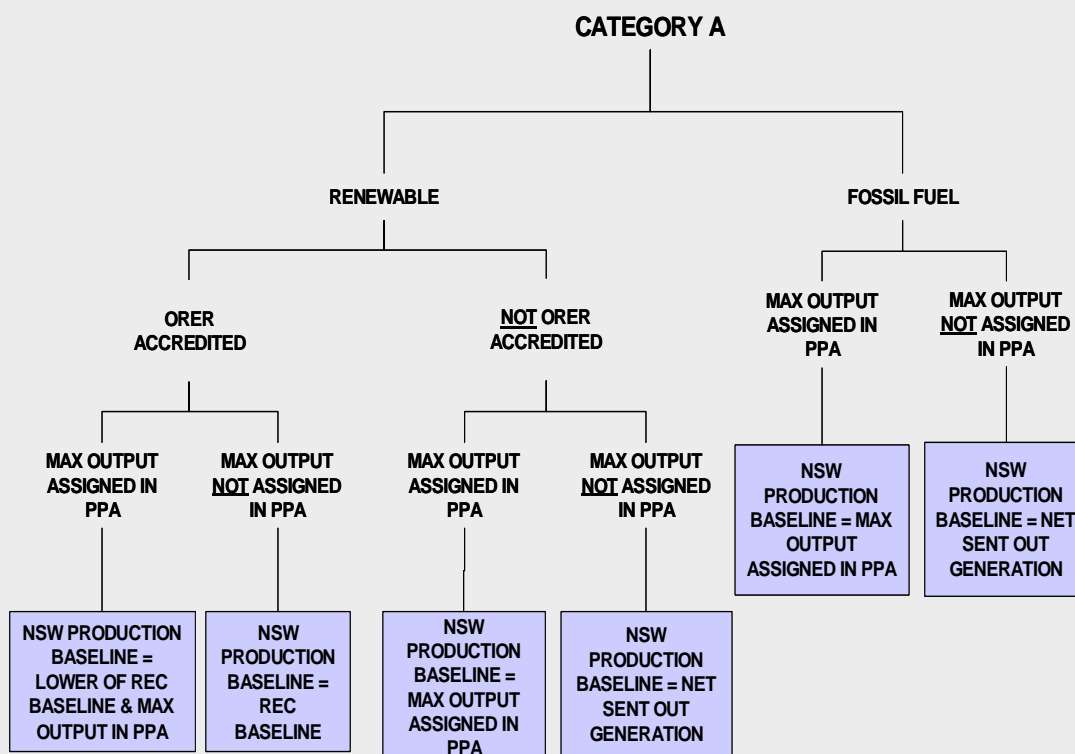 CATEGORY A
RENEWABLE
FOSSIL FUEL
ORER
ACCREDITED
NOT ORER
ACCREDITED
MAX OUTPUT
ASSIGNED IN
PPA
MAX OUTPUT
NOT ASSIGNED
IN PPA
MAX OUTPUT
ASSIGNED IN
PPA
MAX OUTPUT
NOT ASSIGNED
IN PPA
MAX OUTPUT
ASSIGNED IN
PPA
MAX OUTPUT
NOT ASSIGNED
IN PPA
NSW
PRODUCTION
BASELINE = MAX
OUTPUT
ASSIGNED IN PPA
NSW
PRODUCTION
BASELINE = NET
SENT OUT
GENERATION
NSW PRODUCTION
BASELINE =
LOWER OF REC
BASELINE & MAX
OUTPUT IN PPA
NSW
PRODUCTION
BASELINE =
REC
BASELINE
NSW
PRODUCTION
BASELINE =
MAX OUTPUT
ASSIGNED IN
PPA
NSW
PRODUCTION
BASELINE = NET
SENT OUT
GENERATION